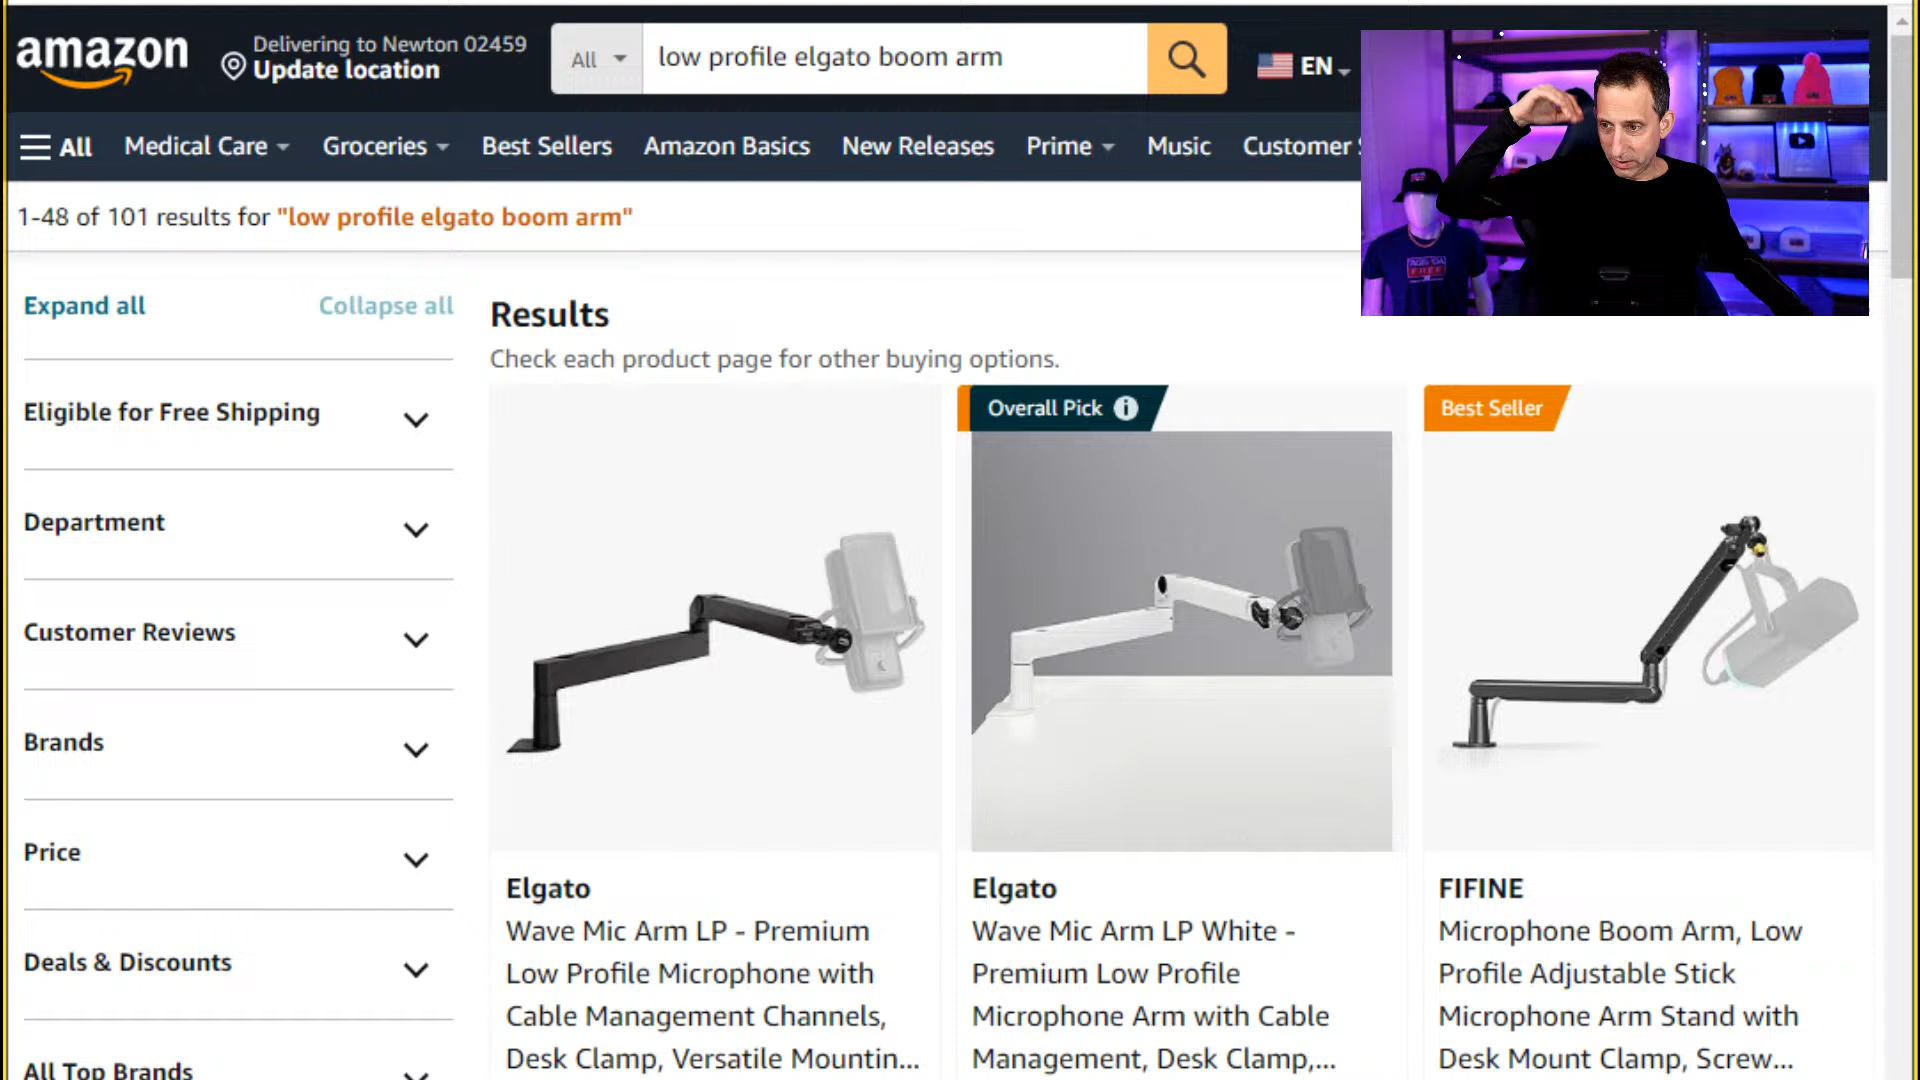 amazon
Delivering to Newton 02459
Update location
All
low profile elgato boom arm
EN
All
Medical Care
Groceries
Best Sellers
Amazon Basics
New Releases
Prime
Music
Customer
1-48 of 101 results for "low profile elgato boom arm"
Expand all
Collapse all
Eligible for Free Shipping
Department
Customer Reviews
Brands
Price
Deals & Discounts
All Top Brands
Results
Check each product page for other buying options.
Elgato
Wave Mic Arm LP - Premium
Low Profile Microphone with
Cable Management Channels,
Desk Clamp, Versatile Mountin...
Overall Pick
Elgato
Wave Mic Arm LP White -
Premium Low Profile
Microphone Arm with Cable
Management, Desk Clamp,...
Best Seller
FIFINE
Microphone Boom Arm, Low
Profile Adjustable Stick
Microphone Arm Stand with
Desk Mount Clamp, Screw...